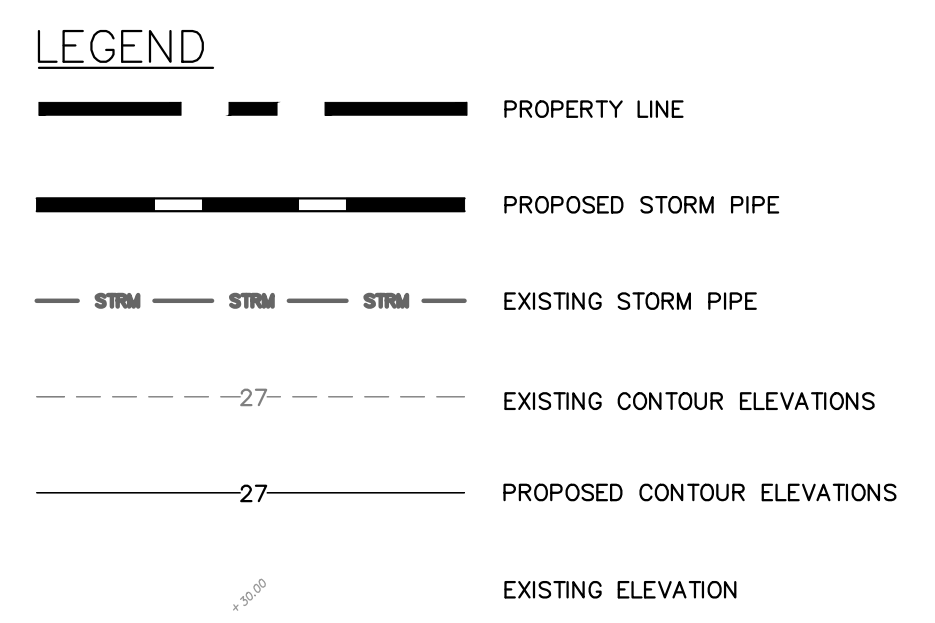 LEGEND
PROPERTY LINE
PROPOSED STORM PIPE
STRM STRM STRM EXISTING STORM PIPE
27 EXISTING CONTOUR ELEVATIONS
27 PROPOSED CONTOUR ELEVATIONS
+30.00 EXISTING ELEVATION